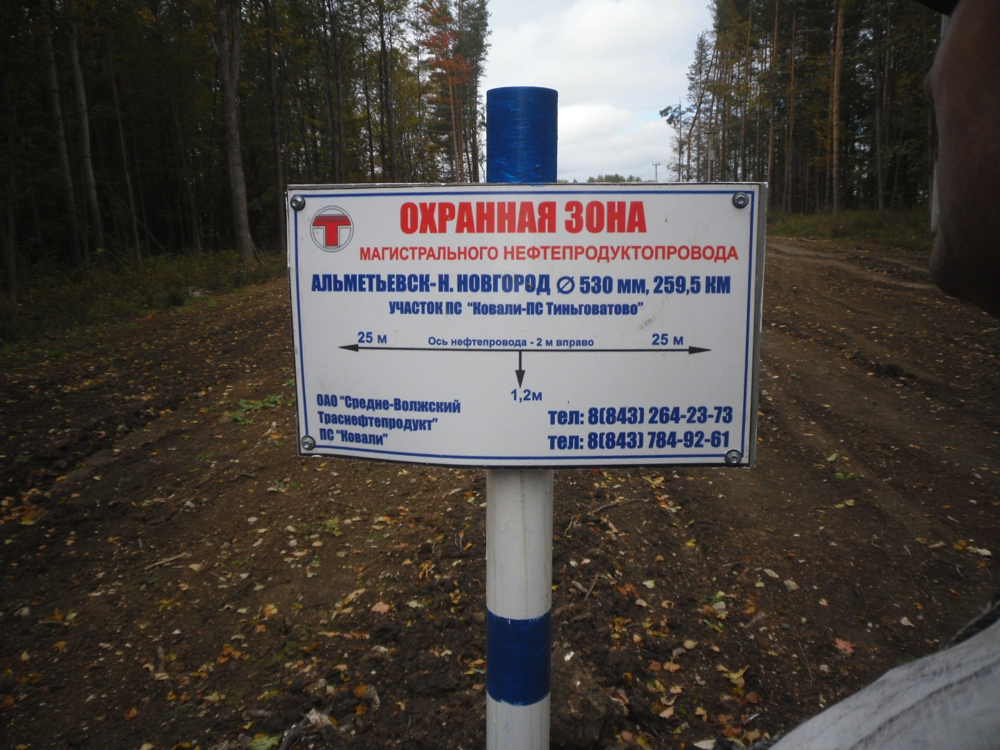 ОХРАННАЯ ЗОНА
МАГИСТРАЛЬНОГО НЕФТЕПРОДУКТОПРОВОДА
АЛЬМЕТЬЕВСК-Н. НОВГОРОД ∅ 530 мм, 259,5 КМ
УЧАСТОК ПС "Ковали-ПС Тиньговатово"
25 м Ось нефтепровода - 2 м вправо 25 м
1,2м
ОАО "Средне-Волжский
Траснефтепродукт"
ПС "Ковали"
тел: 8(843) 264-23-73
тел: 8(843) 784-92-61